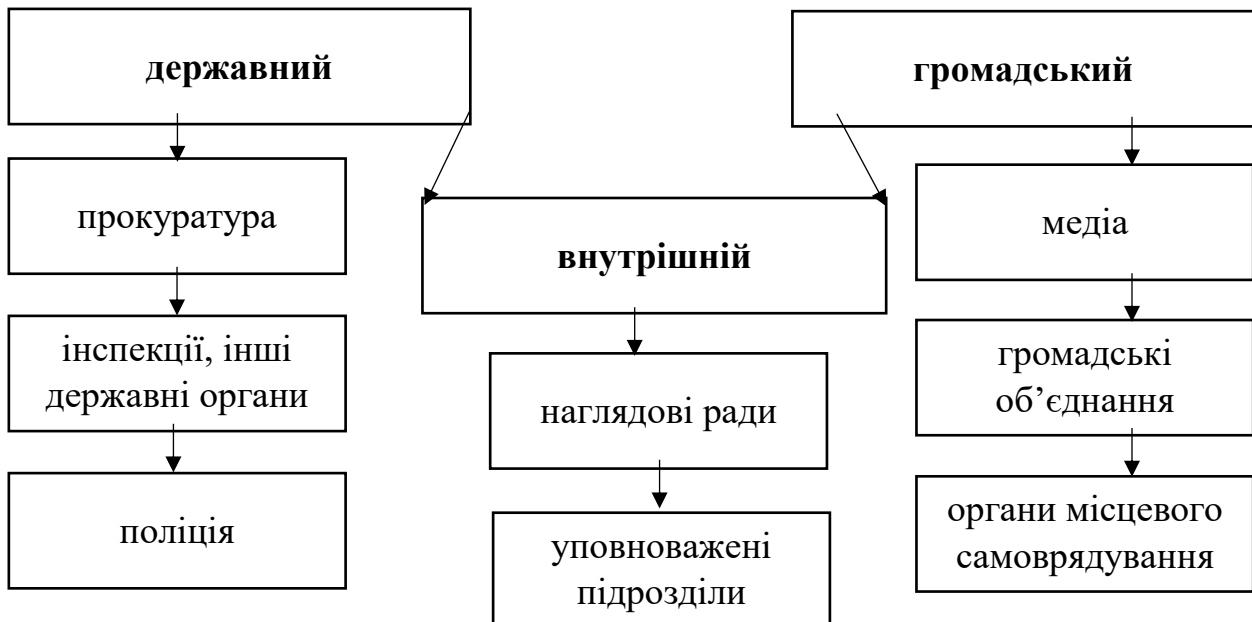 державний
громадський
прокуратура
медіа
внутрішній
інспекції, інші
державні органи
громадські
об’єднання
наглядові ради
поліція
органи місцевого
самоврядування
уповноважені
підрозділи